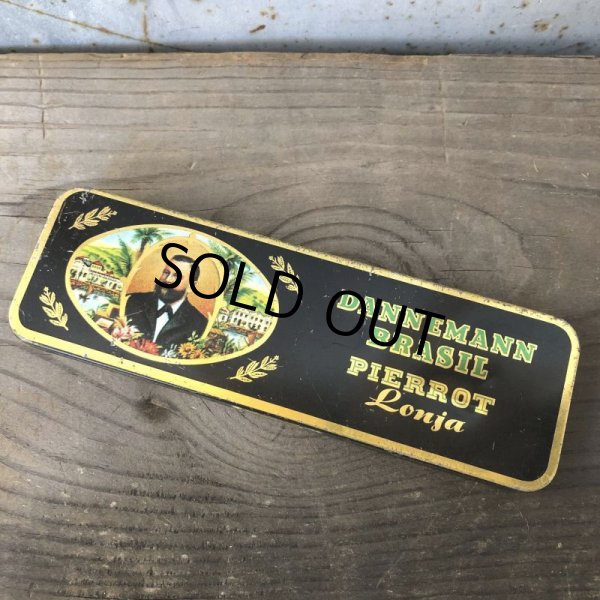 SOLD OUT
DANNEMANN
BRASIL
PIERROT
Lonja